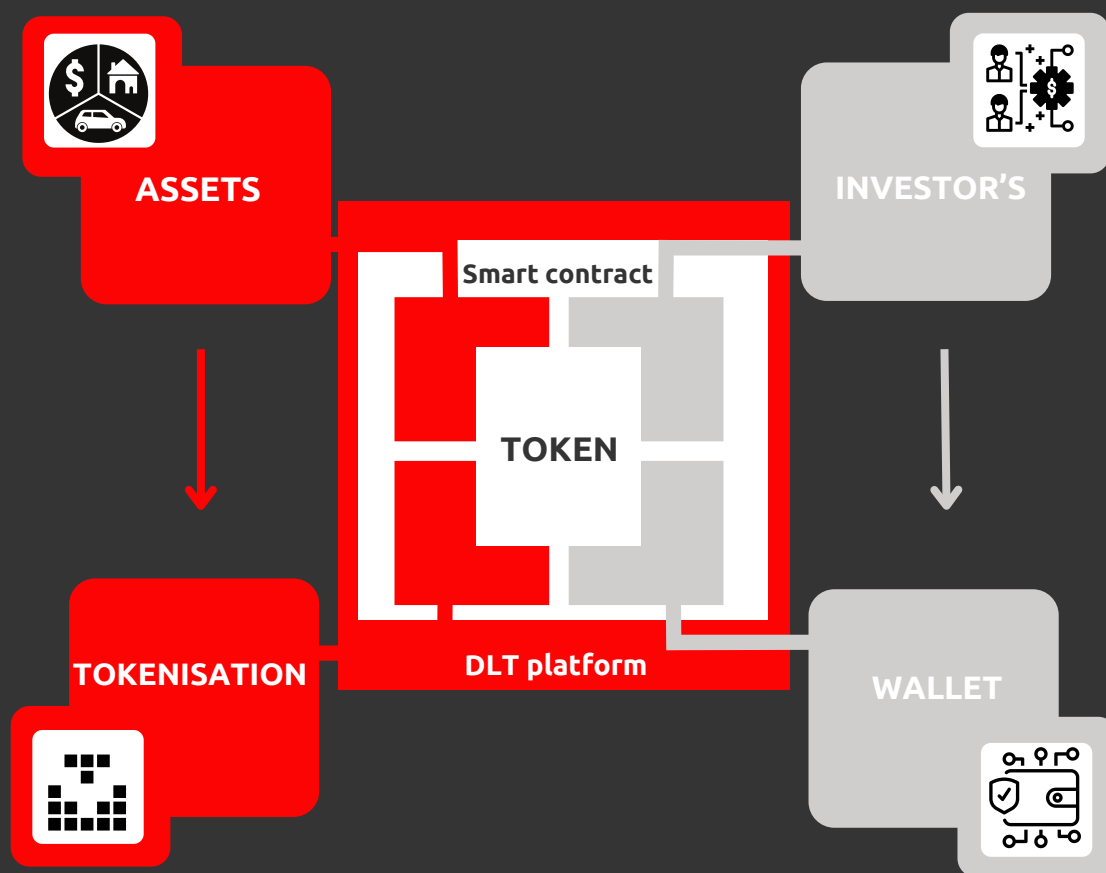 ASSETS
INVESTOR’S
Smart contract
TOKEN
DLT platform
TOKENISATION
WALLET